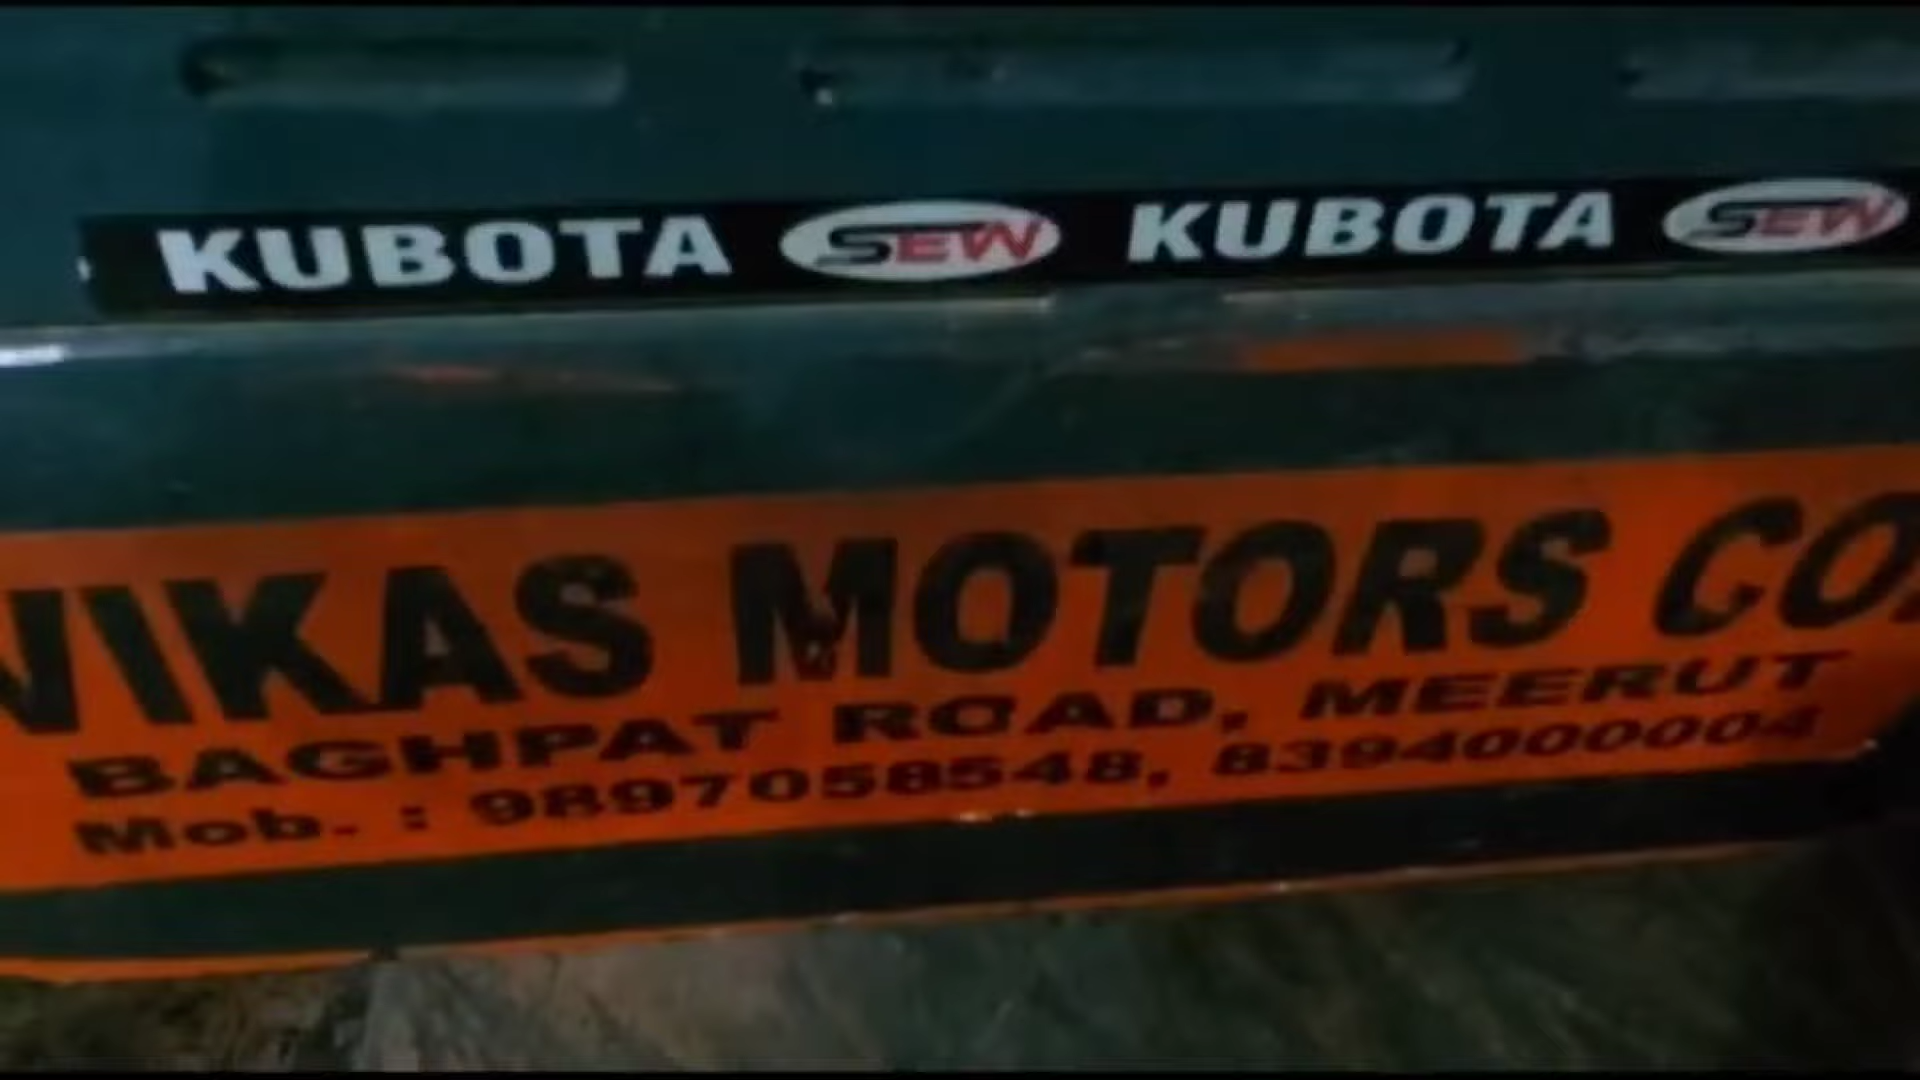 KUBOTA SEW KUBOTA SEW
VIKAS MOTORS CO.
BAGHPAT ROAD, MEERUT
Mob. : 9897058548, 8394000004